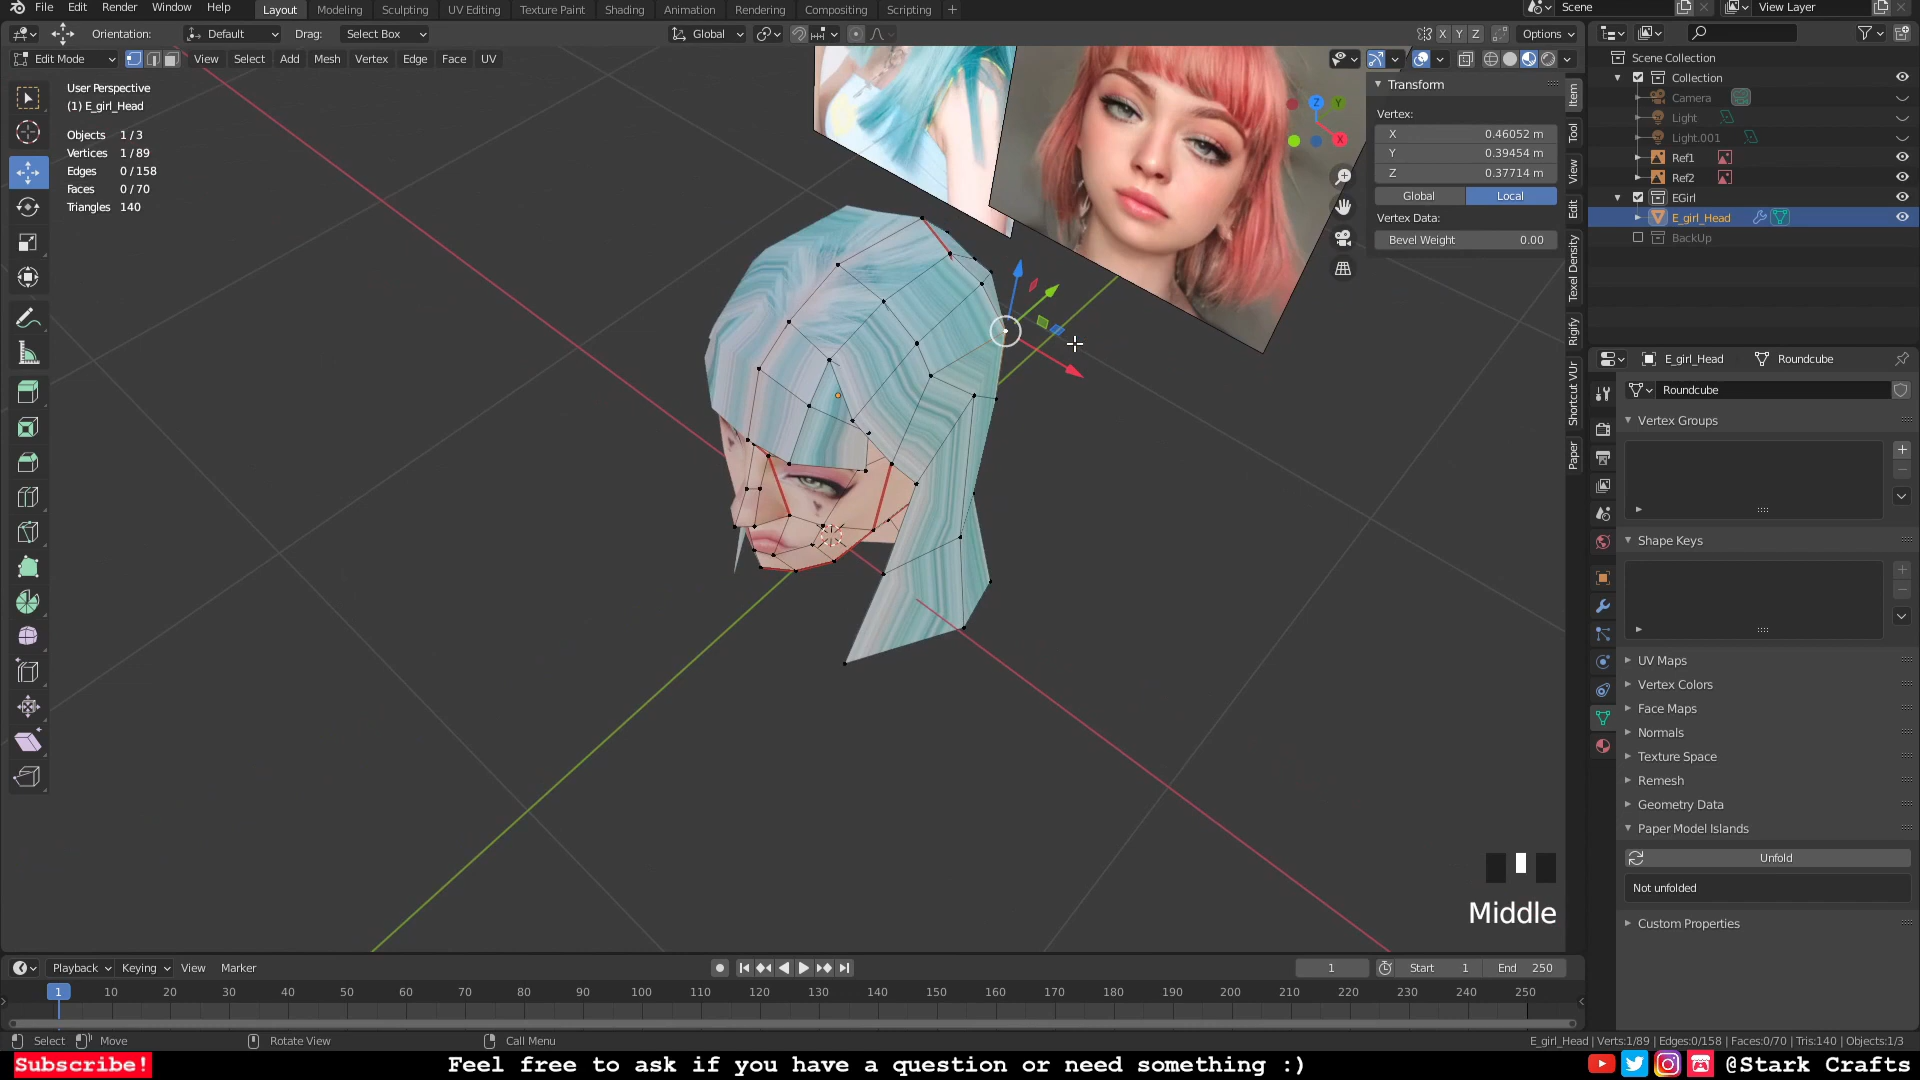 File Edit Render Window Help Layout Modeling Sculpting UV Editing Texture Paint Shading Animation Rendering Compositing Scripting + Scene View Layer
Orientation: Default Drag: Select Box Global X Y Z Options
Edit Mode View Select Add Mesh Vertex Edge Face UV
User Perspective
(1) E_girl_Head
Objects 1 / 3
Vertices 1 / 89
Edges 0 / 158
Faces 0 / 70
Triangles 140
Transform
Vertex:
X 0.46052 m
Y 0.39454 m
Z 0.37714 m
Global Local
Vertex Data:
Bevel Weight 0.00
Z
Y
X
Item
Tool
View
Edit
Texel Density
Rigify
Shortcut VUr
Paper
Scene Collection
Collection
Camera
Light
Light.001
Ref1
Ref2
EGirl
E_girl_Head
BackUp
E_girl_Head Roundcube
Roundcube
Vertex Groups
Shape Keys
UV Maps
Vertex Colors
Face Maps
Normals
Texture Space
Remesh
Geometry Data
Paper Model Islands
Unfold
Not unfolded
Custom Properties
Middle
Playback Keying View Marker 1 Start 1 End 250
1 10 20 30 40 50 60 70 80 90 100 110 120 130 140 150 160 170 180 190 200 210 220 230 240 250
Select Move Rotate View Call Menu E_girl_Head | Verts:1/89 | Edges:0/158 | Faces:0/70 | Tris:140 | Objects:1/3
Subscribe! Feel free to ask if you have a question or need something :) @Stark Crafts